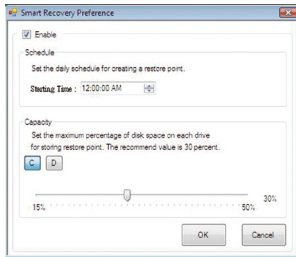 Smart Recovery Preference
Enable
Schedule
Set the daily schedule for creating a restore point.
Starting Time : 12:00:00 AM
Capacity
Set the maximum percentage of disk space on each drive
for storing restore point. The recommend value is 30 percent.
C D
15% 50% 30%
OK Cancel